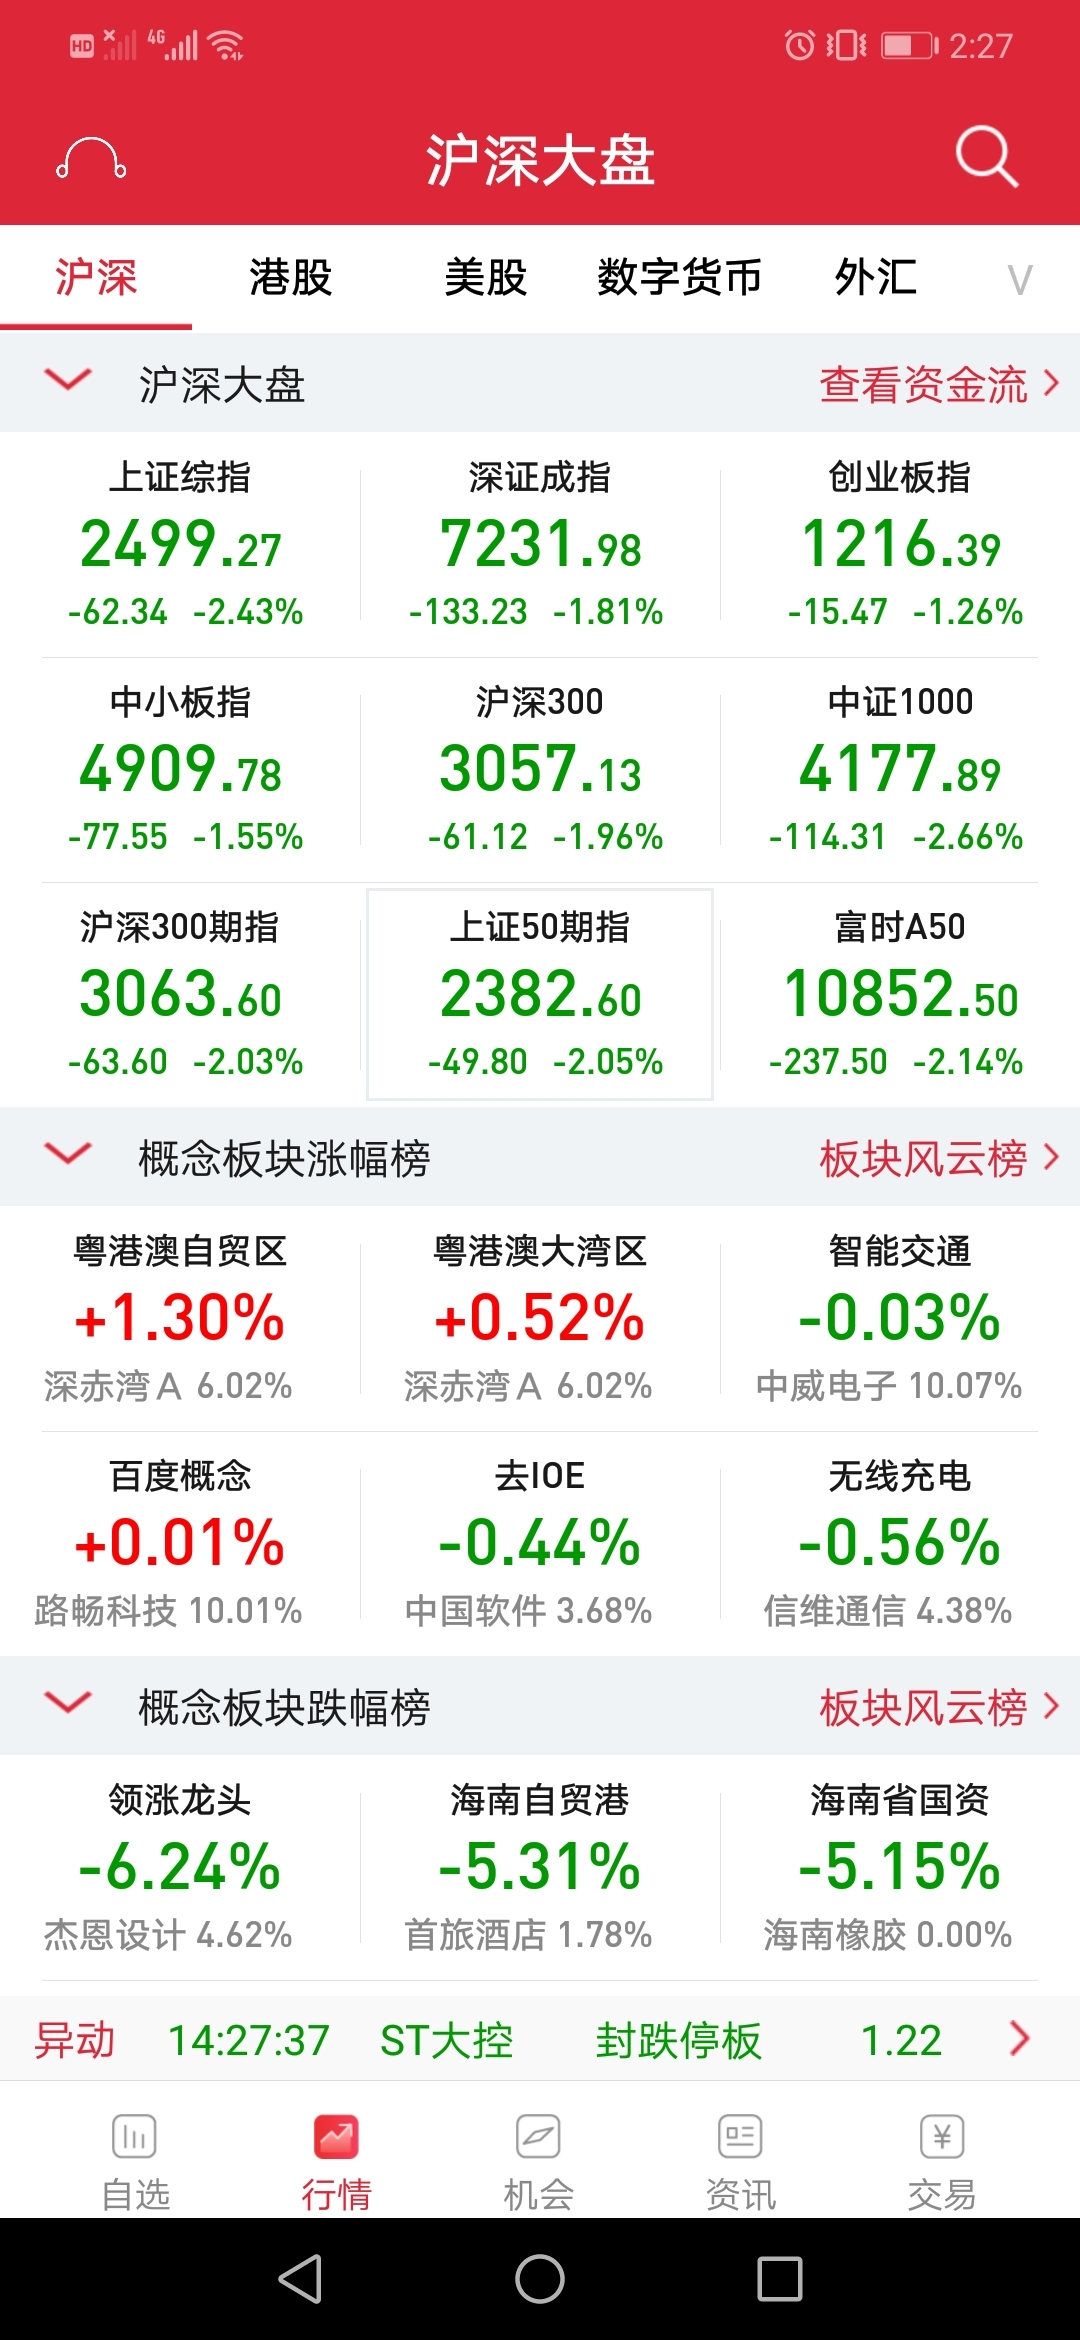 HD 4G 2:27
沪深大盘
沪深 港股 美股 数字货币 外汇
沪深大盘 查看资金流
上证综指 深证成指 创业板指
2499.27 7231.98 1216.39
-62.34 -2.43% -133.23 -1.81% -15.47 -1.26%
中小板指 沪深300 中证1000
4909.78 3057.13 4177.89
-77.55 -1.55% -61.12 -1.96% -114.31 -2.66%
沪深300期指 上证50期指 富时A50
3063.60 2382.60 10852.50
-63.60 -2.03% -49.80 -2.05% -237.50 -2.14%
概念板块涨幅榜 板块风云榜
粤港澳自贸区 粤港澳大湾区 智能交通
+1.30% +0.52% -0.03%
深赤湾A 6.02% 深赤湾A 6.02% 中威电子 10.07%
百度概念 去IOE 无线充电
+0.01% -0.44% -0.56%
路畅科技 10.01% 中国软件 3.68% 信维通信 4.38%
概念板块跌幅榜 板块风云榜
领涨龙头 海南自贸港 海南省国资
-6.24% -5.31% -5.15%
杰恩设计 4.62% 首旅酒店 1.78% 海南橡胶 0.00%
异动 14:27:37 ST大控 封跌停板 1.22
自选 行情 机会 资讯 交易